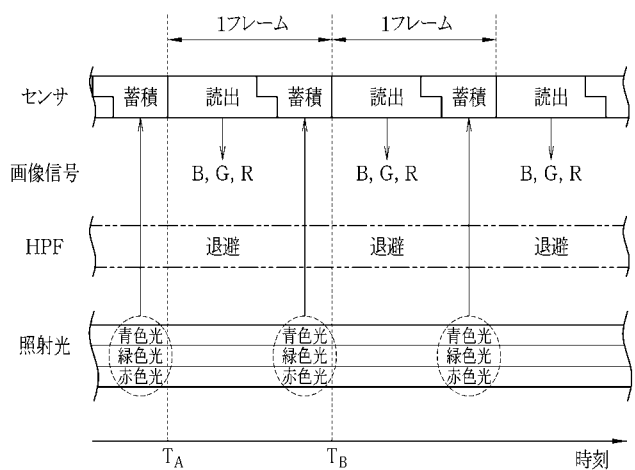 1フレーム 1フレーム
センサ 蓄積 読出 蓄積 読出 蓄積 読出
画像信号 B, G, R B, G, R B, G, R
HPF 退避 退避 退避
青色光 青色光 青色光
照射光 緑色光 緑色光 緑色光
赤色光 赤色光 赤色光
TA TB 時刻